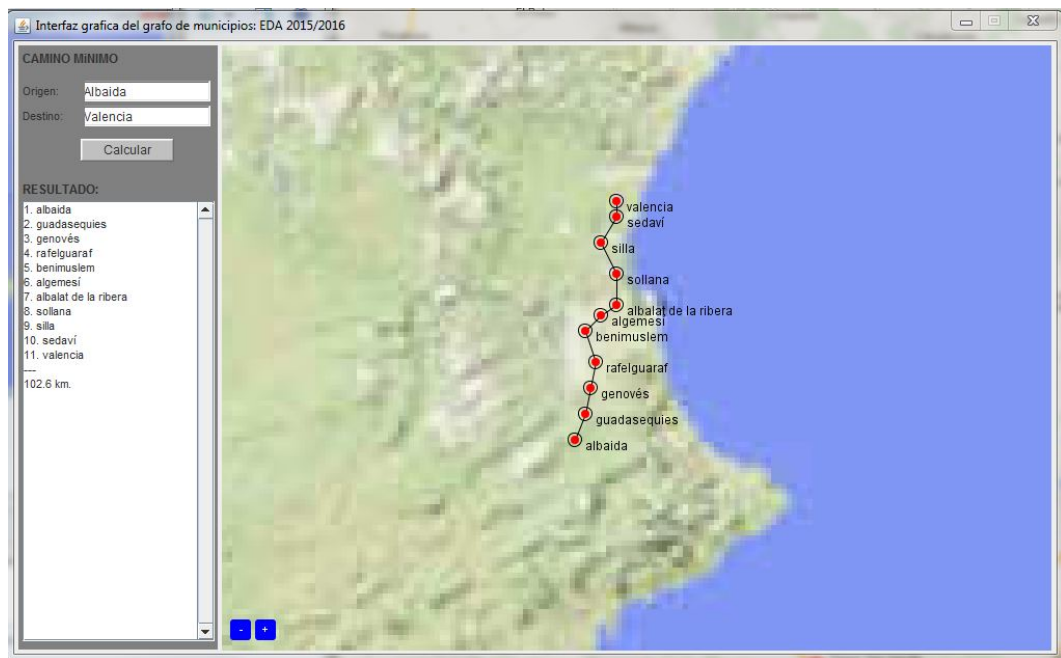 Interfaz grafica del grafo de municipios: EDA 2015/2016
CAMINO MíNIMO
Origen: Albaida
Destino: Valencia
Calcular
RESULTADO:
1. albaida
2. guadasequies
3. genovés
4. rafelguaraf
5. benimuslem
6. algemesí
7. albalat de la ribera
8. sollana
9. silla
10. sedaví
11. valencia
---
102.6 km.
valencia
sedaví
silla
sollana
albalat de la ribera
algemesí
benimuslem
rafelguaraf
genovés
guadasequies
albaida
- +